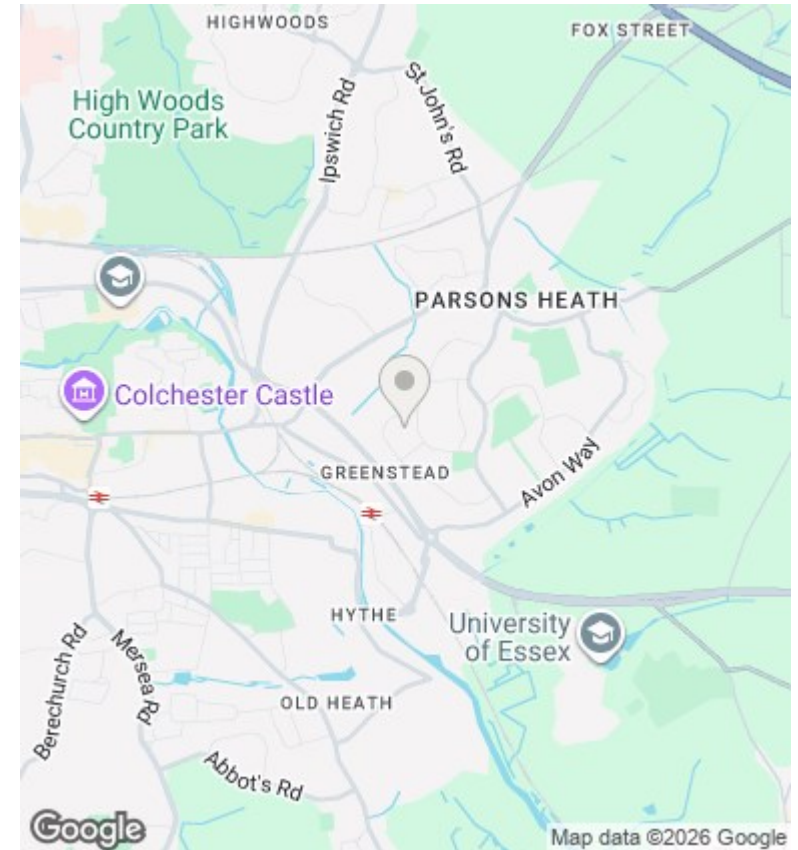 HIGHWOODS
FOX STREET
High Woods
Country Park
Ipswich Rd
St John's Rd
PARSONS HEATH
Colchester Castle
GREENSTEAD
Avon Way
HYTHE
University
of Essex
Berechurch Rd
Mersea Rd
OLD HEATH
Abbot's Rd
Google
Map data ©2026 Google